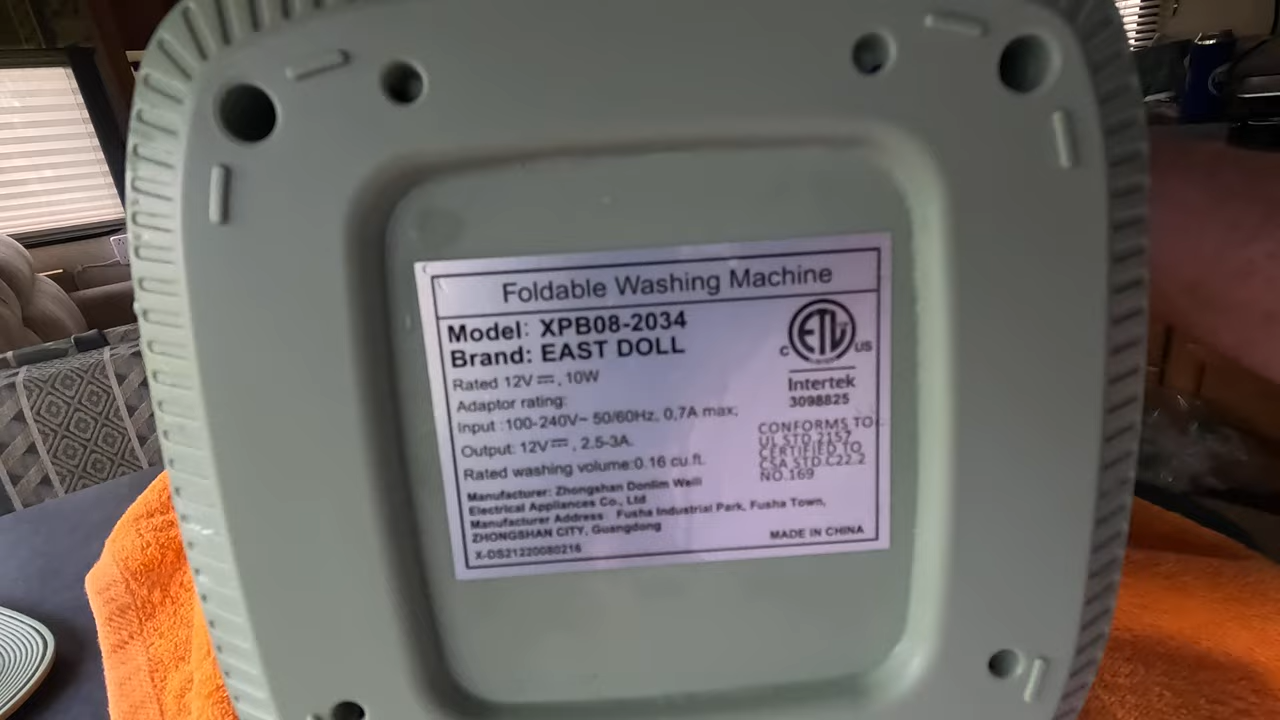 Foldable Washing Machine
Model: XPB08-2034
Brand: EAST DOLL
Rated 12V⎓, 10W
Adaptor rating:
Input :100-240V~ 50/60Hz, 0,7A max;
Output: 12V⎓, 2.5-3A.
Rated washing volume:0.16 cu.ft.
Manufacturer: Zhongshan Donlim Weili
Electrical Appliances Co., Ltd
Manufacturer Address Fusha Industrial Park, Fusha Town,
ZHONGSHAN CITY, Guangdong
X-DS21220080216
ETL
C US
Intertek
3098825
CONFORMS TO
UL STD.2157
CERTIFIED TO
CSA STD.C22.2
NO.169
MADE IN CHINA